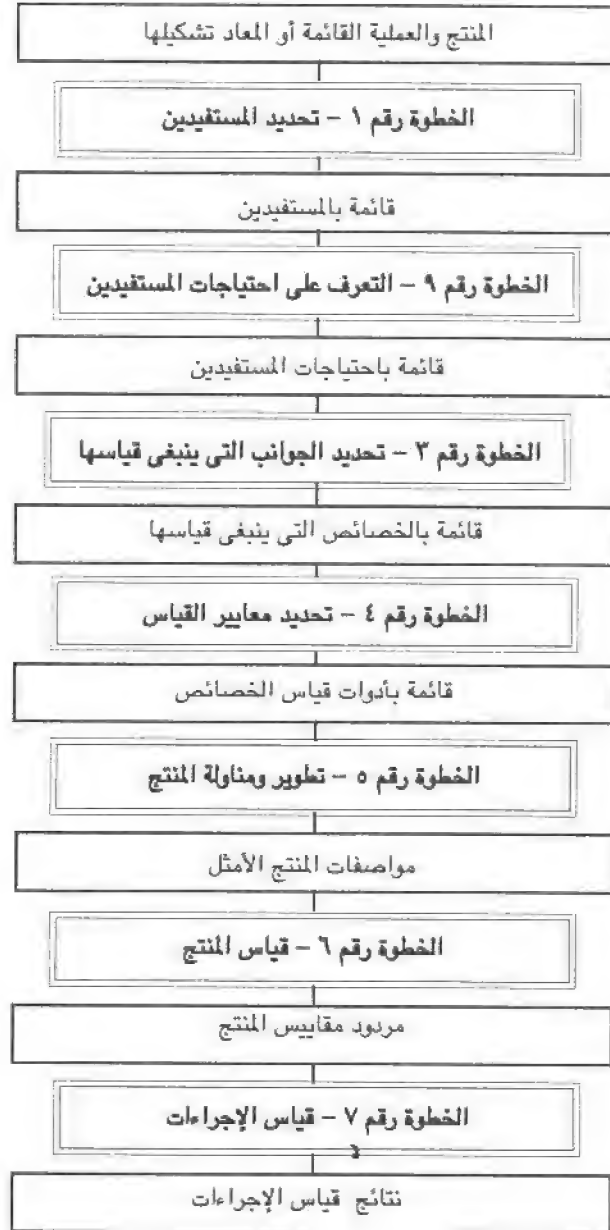 المنتج والعملية القائمة أو المعاد تشكيلها
الخطوة رقم ١ – تحديد المستفيدين
قائمة بالمستفيدين
الخطوة رقم ٩ – التعرف على احتياجات المستفيدين
قائمة باحتياجات المستفيدين
الخطوة رقم ٣ – تحديد الجوانب التى ينبغى قياسها
قائمة بالخصائص التى ينبغى قياسها
الخطوة رقم ٤ – تحديد معايير القياس
قائمة بأدوات قياس الخصائص
الخطوة رقم ٥ – تطوير ومناولة المنتج
مواصفات المنتج الأمثل
الخطوة رقم ٦ – قياس المنتج
مردود مقاييس المنتج
الخطوة رقم ٧ – قياس الإجراءات
نتائج قياس الإجراءات